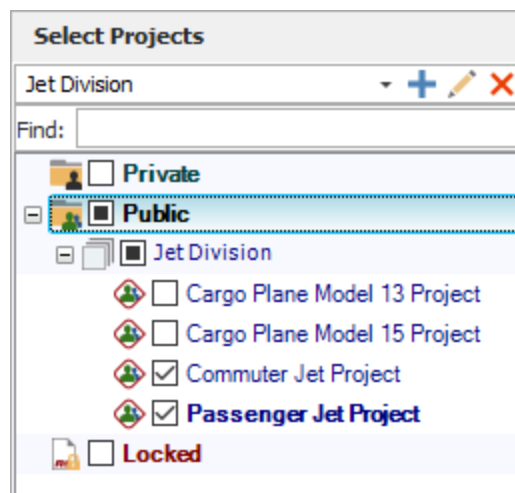 Select Projects
Jet Division
Find:
Private
Public
Jet Division
Cargo Plane Model 13 Project
Cargo Plane Model 15 Project
Commuter Jet Project
Passenger Jet Project
Locked